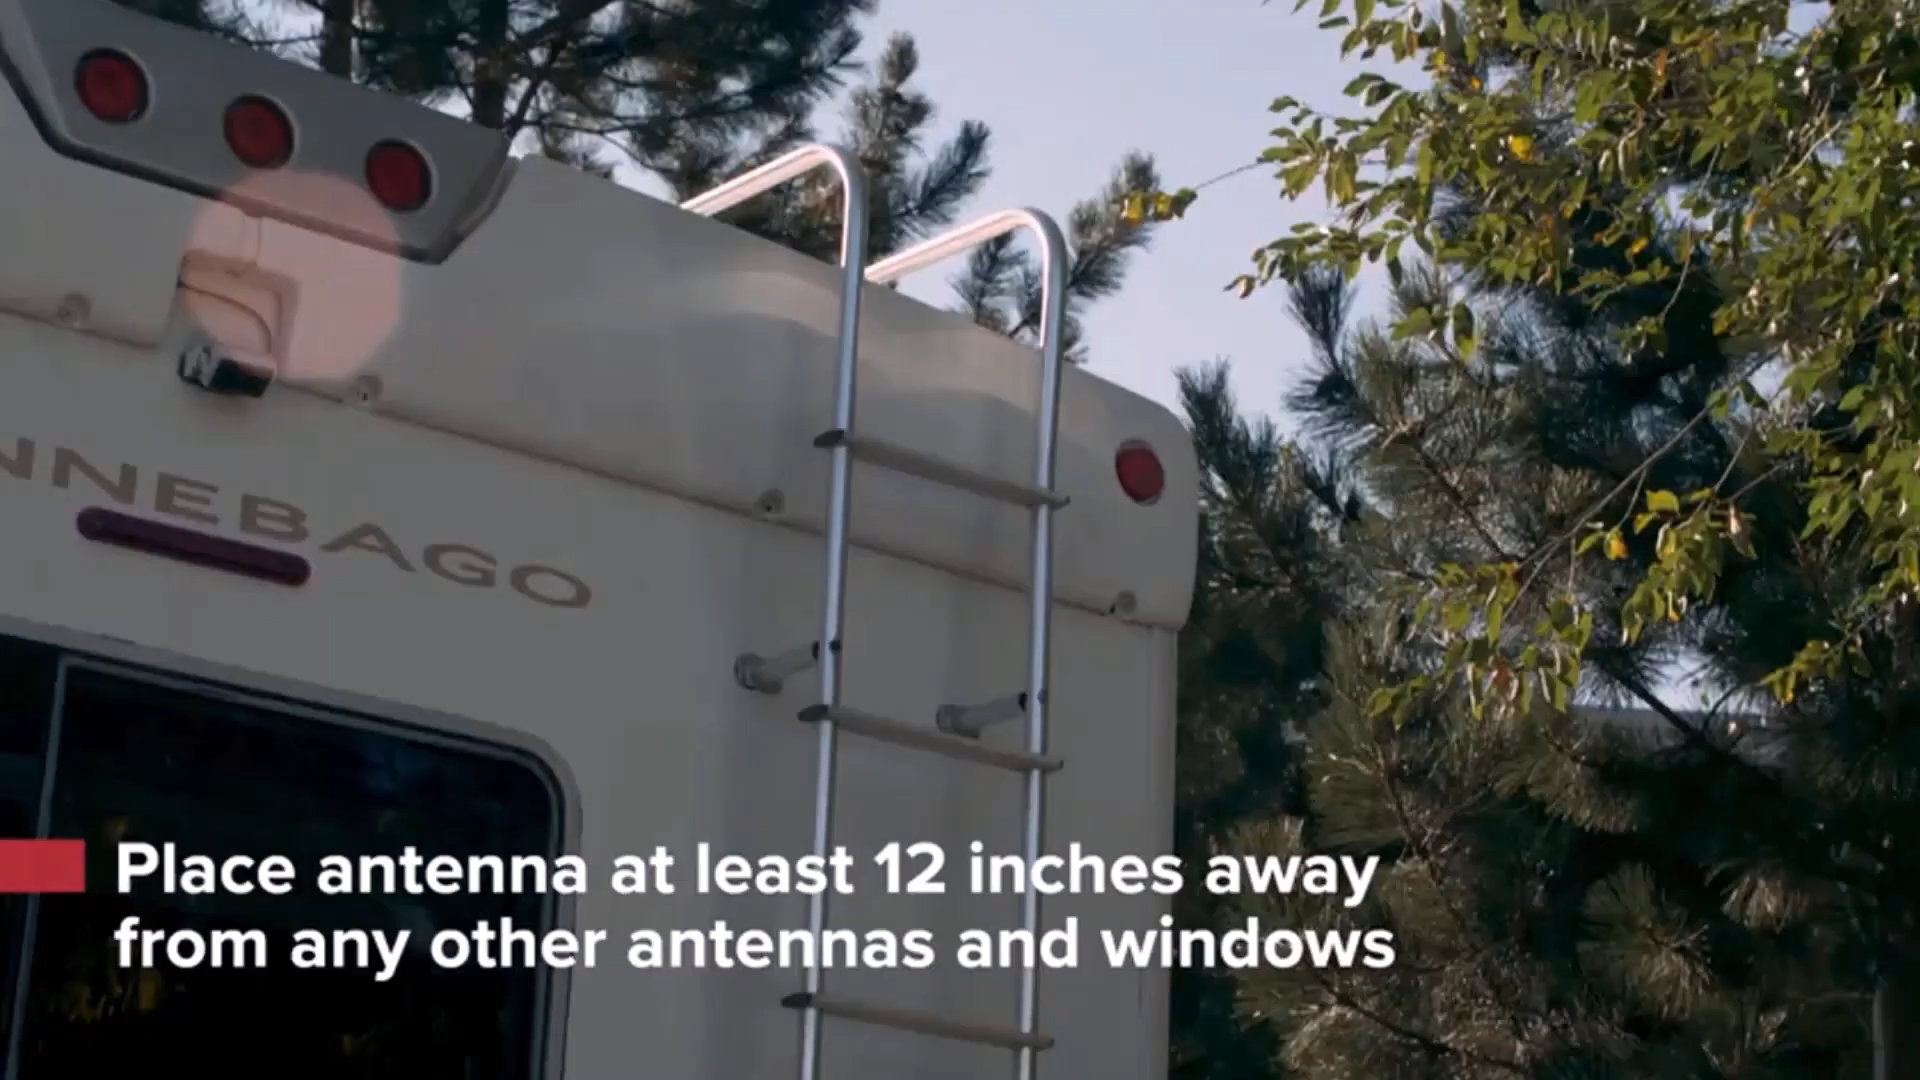 NNEBAGO
Place antenna at least 12 inches away
from any other antennas and windows